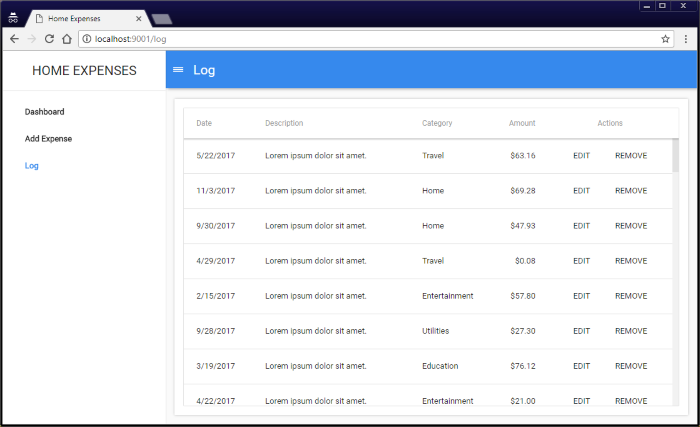 Home Expenses
localhost:9001/log
HOME EXPENSES
Log
Dashboard
Add Expense
Log
Date Description Category Amount Actions
5/22/2017 Lorem ipsum dolor sit amet. Travel $63.16 EDIT REMOVE
11/3/2017 Lorem ipsum dolor sit amet. Home $69.28 EDIT REMOVE
9/30/2017 Lorem ipsum dolor sit amet. Home $47.93 EDIT REMOVE
4/29/2017 Lorem ipsum dolor sit amet. Travel $0.08 EDIT REMOVE
2/15/2017 Lorem ipsum dolor sit amet. Entertainment $57.80 EDIT REMOVE
9/28/2017 Lorem ipsum dolor sit amet. Utilities $27.30 EDIT REMOVE
3/19/2017 Lorem ipsum dolor sit amet. Education $76.12 EDIT REMOVE
4/22/2017 Lorem ipsum dolor sit amet. Entertainment $21.00 EDIT REMOVE